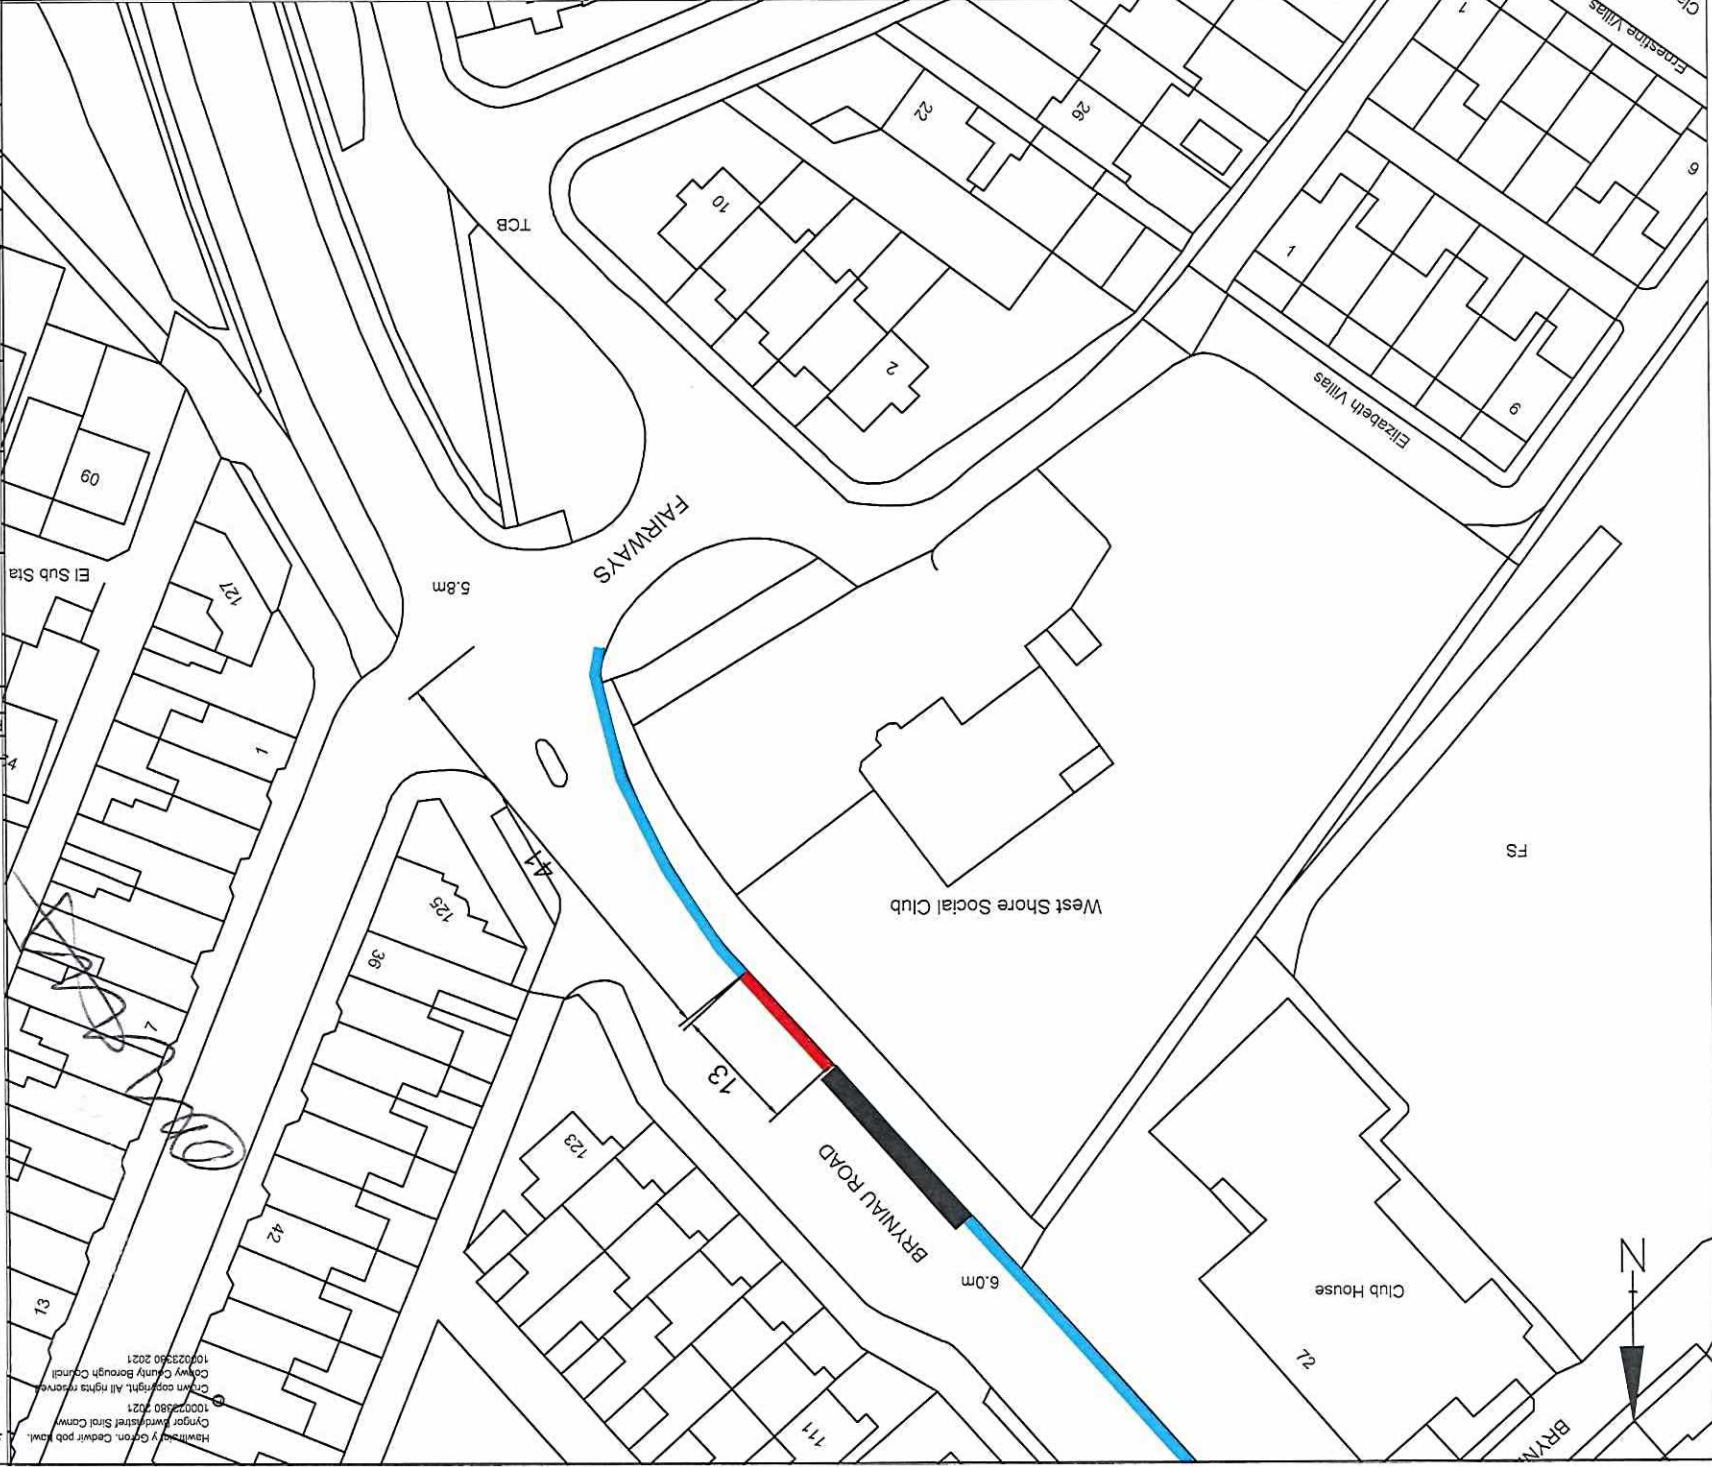 Hawlfraint y Goron. Cedwir pob hawl.
Cyngor Bwrdeistref Sirol Conwy
100023380 2021
©
Crown copyright. All rights reserved
Conwy County Borough Council
100023380 2021
BRYN
72
Club House
N
6.0m
BRYNIAU ROAD
111
123
13
42
13
7
36
125
41
West Shore Social Club
FS
1
127
El Sub Sta
5.8m
FAIRWAYS
60
2
10
TCB
22
26
Elizabeth Villas
1
9
9
1
Ernestine Villas